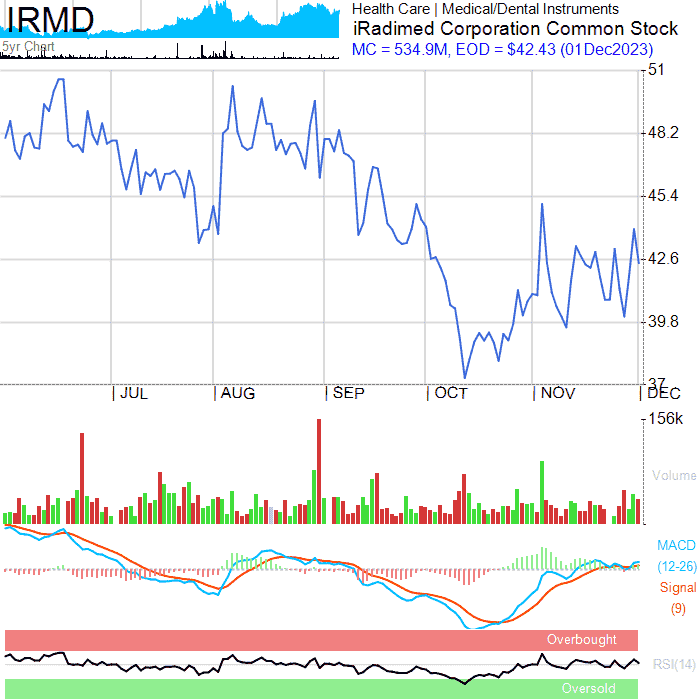 IRMD
5yr Chart
Health Care | Medical/Dental Instruments
iRadimed Corporation Common Stock
MC = 534.9M, EOD = $42.43 (01Dec2023)
51
48.2
45.4
42.6
39.8
37
JUL AUG SEP OCT NOV DEC
156k
Volume
MACD
(12-26)
Signal
(9)
Overbought
RSI(14)
Oversold